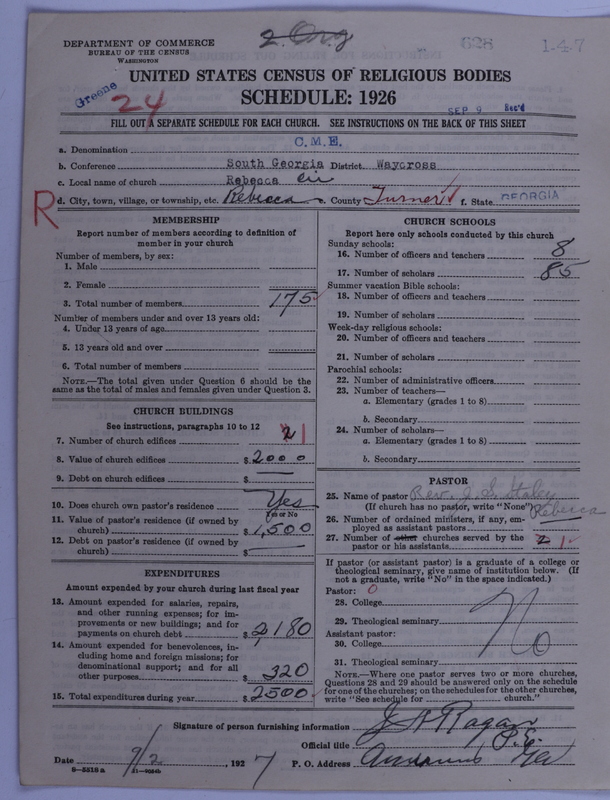 2. Org
628 1-4-7
DEPARTMENT OF COMMERCE
BUREAU OF THE CENSUS
WASHINGTON
UNITED STATES CENSUS OF RELIGIOUS BODIES
Greene
24
SCHEDULE: 1926
SEP 9 Rec'd
FILL OUT A SEPARATE SCHEDULE FOR EACH CHURCH. SEE INSTRUCTIONS ON THE BACK OF THIS SHEET
a. Denomination C.M.E.
b. Conference South Georgia District. Waycross
c. Local name of church Rebecca Cir
R
d. City, town, village, or township, etc. Rebecca e. County Turner f. State GEORGIA
MEMBERSHIP
Report number of members according to definition of
member in your church
Number of members, by sex:
1. Male
2. Female
3. Total number of members 175
Number of members under and over 13 years old:
4. Under 13 years of age
5. 13 years old and over
6. Total number of members
NOTE.—The total given under Question 6 should be the
same as the total of males and females given under Question 3.
CHURCH BUILDINGS
See instructions, paragraphs 10 to 12
7. Number of church edifices 2 1
8. Value of church edifices $ 2000
9. Debt on church edifices $
10. Does church own pastor's residence Yes
Yes or No
11. Value of pastor's residence (if owned by
church) $ 1,500
12. Debt on pastor's residence (if owned by
church) $
EXPENDITURES
Amount expended by your church during last fiscal year
13. Amount expended for salaries, repairs,
and other running expenses; for im-
provements or new buildings; and for
payments on church debt $ 2180
14. Amount expended for benevolences, in-
cluding home and foreign missions; for
denominational support; and for all
other purposes $ 320
15. Total expenditures during year $ 2500
CHURCH SCHOOLS
Report here only schools conducted by this church
Sunday schools:
16. Number of officers and teachers 8
17. Number of scholars 85
Summer vacation Bible schools:
18. Number of officers and teachers
19. Number of scholars
Week-day religious schools:
20. Number of officers and teachers
21. Number of scholars
Parochial schools:
22. Number of administrative officers
23. Number of teachers—
a. Elementary (grades 1 to 8)
b. Secondary
24. Number of scholars—
a. Elementary (grades 1 to 8)
b. Secondary
PASTOR
25. Name of pastor Rev. J. S. Staley
(If church has no pastor, write "None") Rebecca
26. Number of ordained ministers, if any, em-
ployed as assistant pastors
27. Number of other churches served by the
pastor or his assistants 2 1
If pastor (or assistant pastor) is a graduate of a college or
theological seminary, give name of institution below. (If
not a graduate, write "No" in the space indicated.)
Pastor: 0
28. College
29. Theological seminary
No
Assistant pastor:
30. College
31. Theological seminary
NOTE.—Where one pastor serves two or more churches,
Questions 28 and 29 should be answered only on the schedule
for one of the churches; on the schedules for the other churches,
write "See schedule for church."
Signature of person furnishing information J. R. Ragan
Official title P.E.
Date 9/2, 1927 P. O. Address Ga
8—5518 a 11—9684b